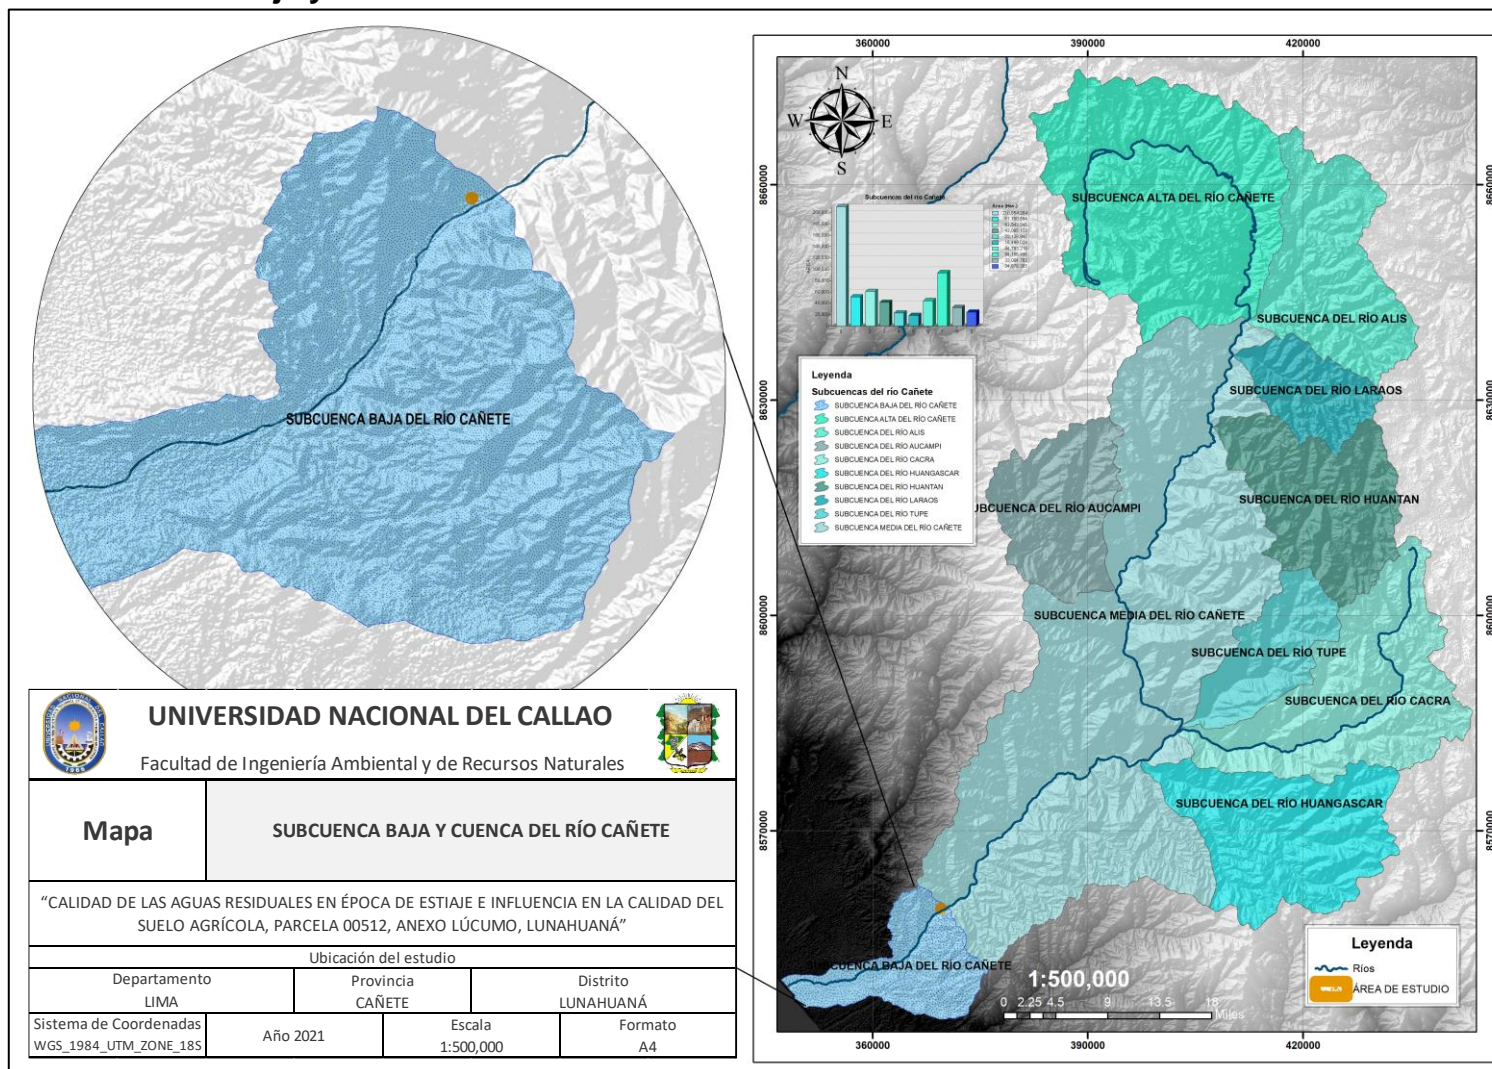 SUBCUENCA BAJA DEL RÍO CAÑETE
UNIVERSIDAD NACIONAL DEL CALLAO
Facultad de Ingeniería Ambiental y de Recursos Naturales
Mapa
SUBCUENCA BAJA Y CUENCA DEL RÍO CAÑETE
“CALIDAD DE LAS AGUAS RESIDUALES EN ÉPOCA DE ESTIAJE E INFLUENCIA EN LA CALIDAD DEL
SUELO AGRÍCOLA, PARCELA 00512, ANEXO LÚCUMO, LUNAHUANÁ”
Ubicación del estudio
Departamento
LIMA
Provincia
CAÑETE
Distrito
LUNAHUANÁ
Sistema de Coordenadas
WGS_1984_UTM_ZONE_18S
Año 2021
Escala
1:500,000
Formato
A4
360000
390000
420000
N
W
E
S
8660000
8660000
8630000
8630000
8600000
8600000
8570000
8570000
Subcuencas del río Cañete
SUBCUENCA ALTA DEL RÍO CAÑETE
SUBCUENCA DEL RÍO ALIS
SUBCUENCA DEL RÍO LARAOS
SUBCUENCA DEL RÍO HUANTAN
UBCUENCA DEL RÍO AUCAMPI
SUBCUENCA MEDIA DEL RÍO CAÑETE
SUBCUENCA DEL RÍO TUPE
SUBCUENCA DEL RÍO CACRA
SUBCUENCA DEL RÍO HUANGASCAR
SUBCUENCA BAJA DEL RÍO CAÑETE
Leyenda
Subcuencas del río Cañete
SUBCUENCA BAJA DEL RÍO CAÑETE
SUBCUENCA ALTA DEL RÍO CAÑETE
SUBCUENCA DEL RÍO ALIS
SUBCUENCA DEL RÍO AUCAMPI
SUBCUENCA DEL RÍO CACRA
SUBCUENCA DEL RÍO HUANGASCAR
SUBCUENCA DEL RÍO HUANTAN
SUBCUENCA DEL RÍO LARAOS
SUBCUENCA DEL RÍO TUPE
SUBCUENCA MEDIA DEL RÍO CAÑETE
1:500,000
0 2.25 4.5 9 13.5 18
Miles
Leyenda
Ríos
ÁREA DE ESTUDIO
360000
390000
420000